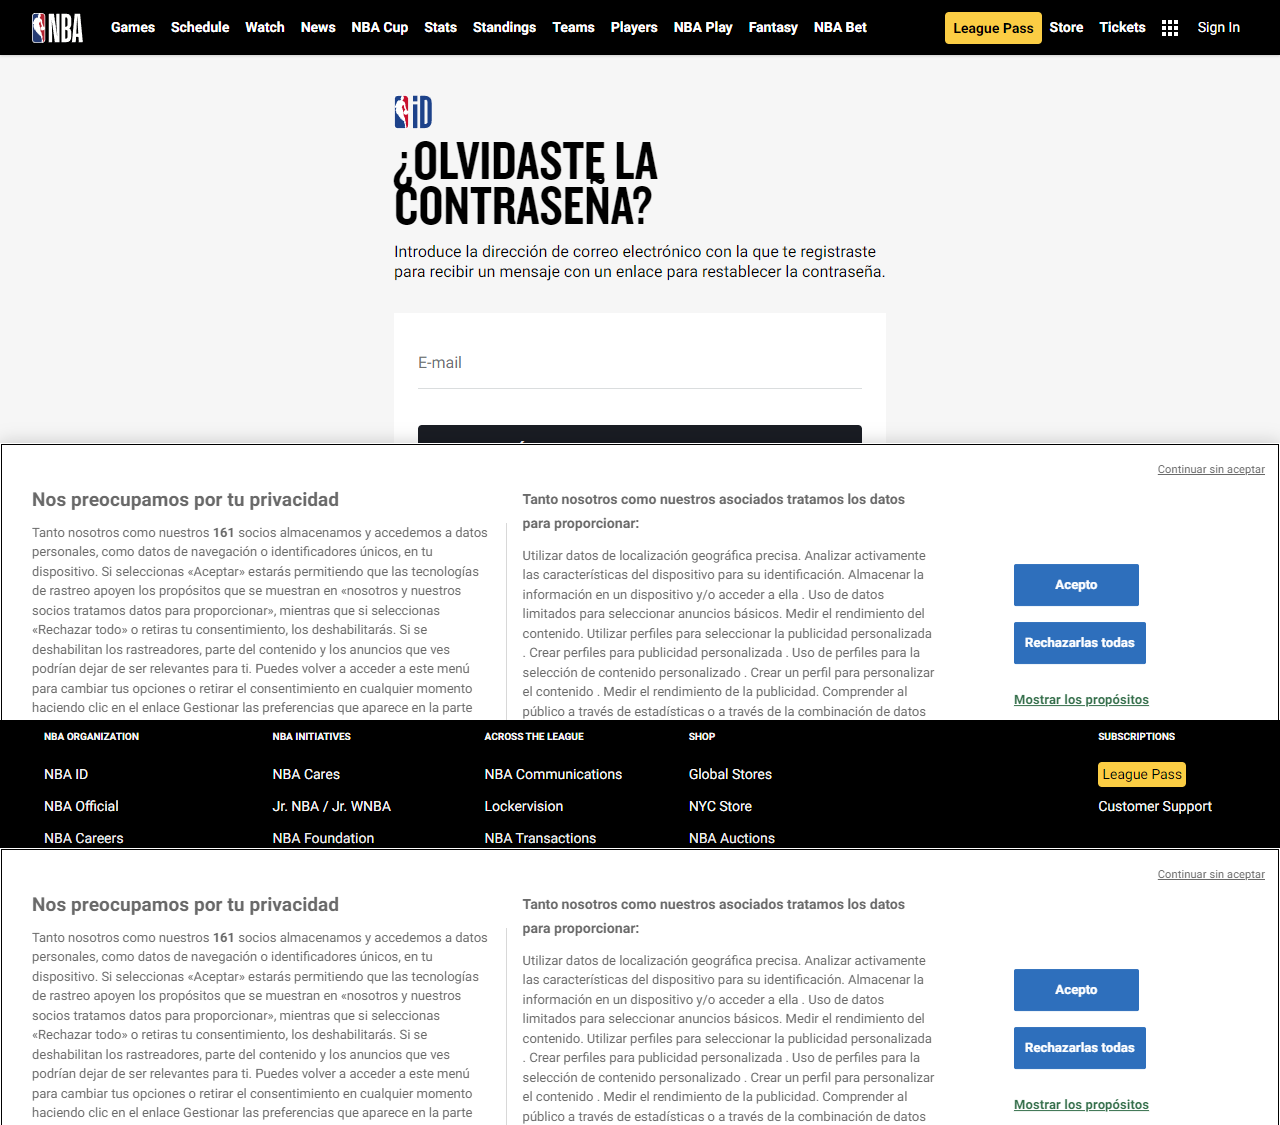 NBA Games Schedule Watch News NBA Cup Stats Standings Teams Players NBA Play Fantasy NBA Bet League Pass Store Tickets Sign In
iD
¿OLVIDASTE LA
CONTRASEÑA?
Introduce la dirección de correo electrónico con la que te registraste
para recibir un mensaje con un enlace para restablecer la contraseña.
E-mail
Continuar sin aceptar
Nos preocupamos por tu privacidad
Tanto nosotros como nuestros 161 socios almacenamos y accedemos a datos
personales, como datos de navegación o identificadores únicos, en tu
dispositivo. Si seleccionas «Aceptar» estarás permitiendo que las tecnologías
de rastreo apoyen los propósitos que se muestran en «nosotros y nuestros
socios tratamos datos para proporcionar», mientras que si seleccionas
«Rechazar todo» o retiras tu consentimiento, los deshabilitarás. Si se
deshabilitan los rastreadores, parte del contenido y los anuncios que ves
podrían dejar de ser relevantes para ti. Puedes volver a acceder a este menú
para cambiar tus opciones o retirar el consentimiento en cualquier momento
haciendo clic en el enlace Gestionar las preferencias que aparece en la parte
Tanto nosotros como nuestros asociados tratamos los datos
para proporcionar:
Utilizar datos de localización geográfica precisa. Analizar activamente
las características del dispositivo para su identificación. Almacenar la
información en un dispositivo y/o acceder a ella . Uso de datos
limitados para seleccionar anuncios básicos. Medir el rendimiento del
contenido. Utilizar perfiles para seleccionar la publicidad personalizada
. Crear perfiles para publicidad personalizada . Uso de perfiles para la
selección de contenido personalizado . Crear un perfil para personalizar
el contenido . Medir el rendimiento de la publicidad. Comprender al
público a través de estadísticas o a través de la combinación de datos
Acepto
Rechazarlas todas
Mostrar los propósitos
NBA ORGANIZATION NBA INITIATIVES ACROSS THE LEAGUE SHOP SUBSCRIPTIONS
NBA ID NBA Cares NBA Communications Global Stores League Pass
NBA Official Jr. NBA / Jr. WNBA Lockervision NYC Store Customer Support
NBA Careers NBA Foundation NBA Transactions NBA Auctions
Continuar sin aceptar
Nos preocupamos por tu privacidad
Tanto nosotros como nuestros 161 socios almacenamos y accedemos a datos
personales, como datos de navegación o identificadores únicos, en tu
dispositivo. Si seleccionas «Aceptar» estarás permitiendo que las tecnologías
de rastreo apoyen los propósitos que se muestran en «nosotros y nuestros
socios tratamos datos para proporcionar», mientras que si seleccionas
«Rechazar todo» o retiras tu consentimiento, los deshabilitarás. Si se
deshabilitan los rastreadores, parte del contenido y los anuncios que ves
podrían dejar de ser relevantes para ti. Puedes volver a acceder a este menú
para cambiar tus opciones o retirar el consentimiento en cualquier momento
haciendo clic en el enlace Gestionar las preferencias que aparece en la parte
Tanto nosotros como nuestros asociados tratamos los datos
para proporcionar:
Utilizar datos de localización geográfica precisa. Analizar activamente
las características del dispositivo para su identificación. Almacenar la
información en un dispositivo y/o acceder a ella . Uso de datos
limitados para seleccionar anuncios básicos. Medir el rendimiento del
contenido. Utilizar perfiles para seleccionar la publicidad personalizada
. Crear perfiles para publicidad personalizada . Uso de perfiles para la
selección de contenido personalizado . Crear un perfil para personalizar
el contenido . Medir el rendimiento de la publicidad. Comprender al
público a través de estadísticas o a través de la combinación de datos
Acepto
Rechazarlas todas
Mostrar los propósitos